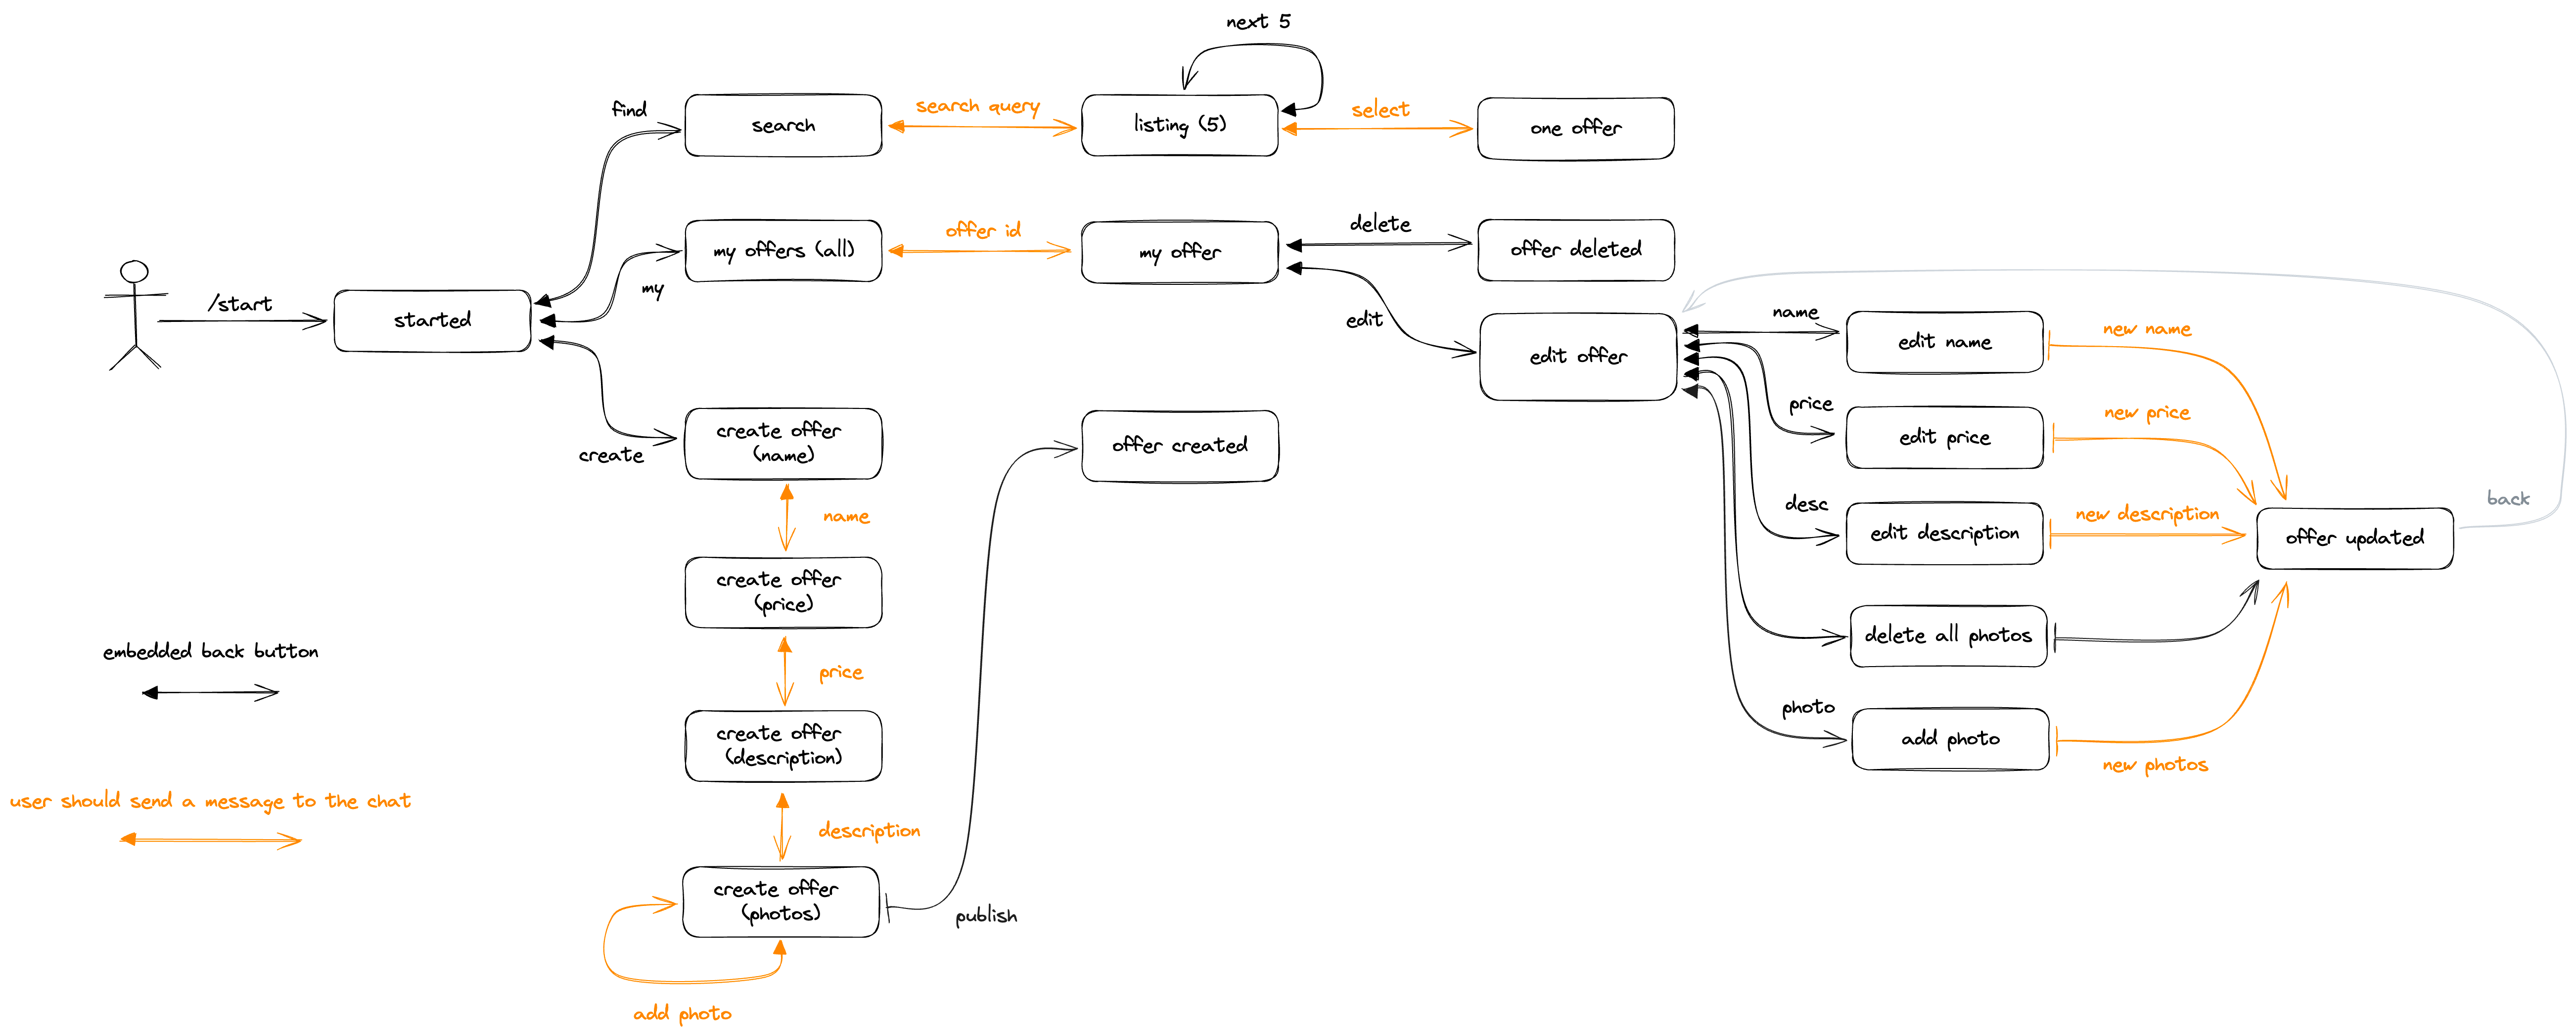 next 5
find
search
search query
listing (5)
select
one offer
my offers (all)
offer id
my offer
delete
offer deleted
my
/start
started
edit
edit offer
name
edit name
new name
price
edit price
new price
desc
edit description
new description
offer updated
back
delete all photos
photo
add photo
new photos
create
create offer
(name)
offer created
name
create offer
(price)
price
create offer
(description)
description
create offer
(photos)
publish
add photo
embedded back button
user should send a message to the chat